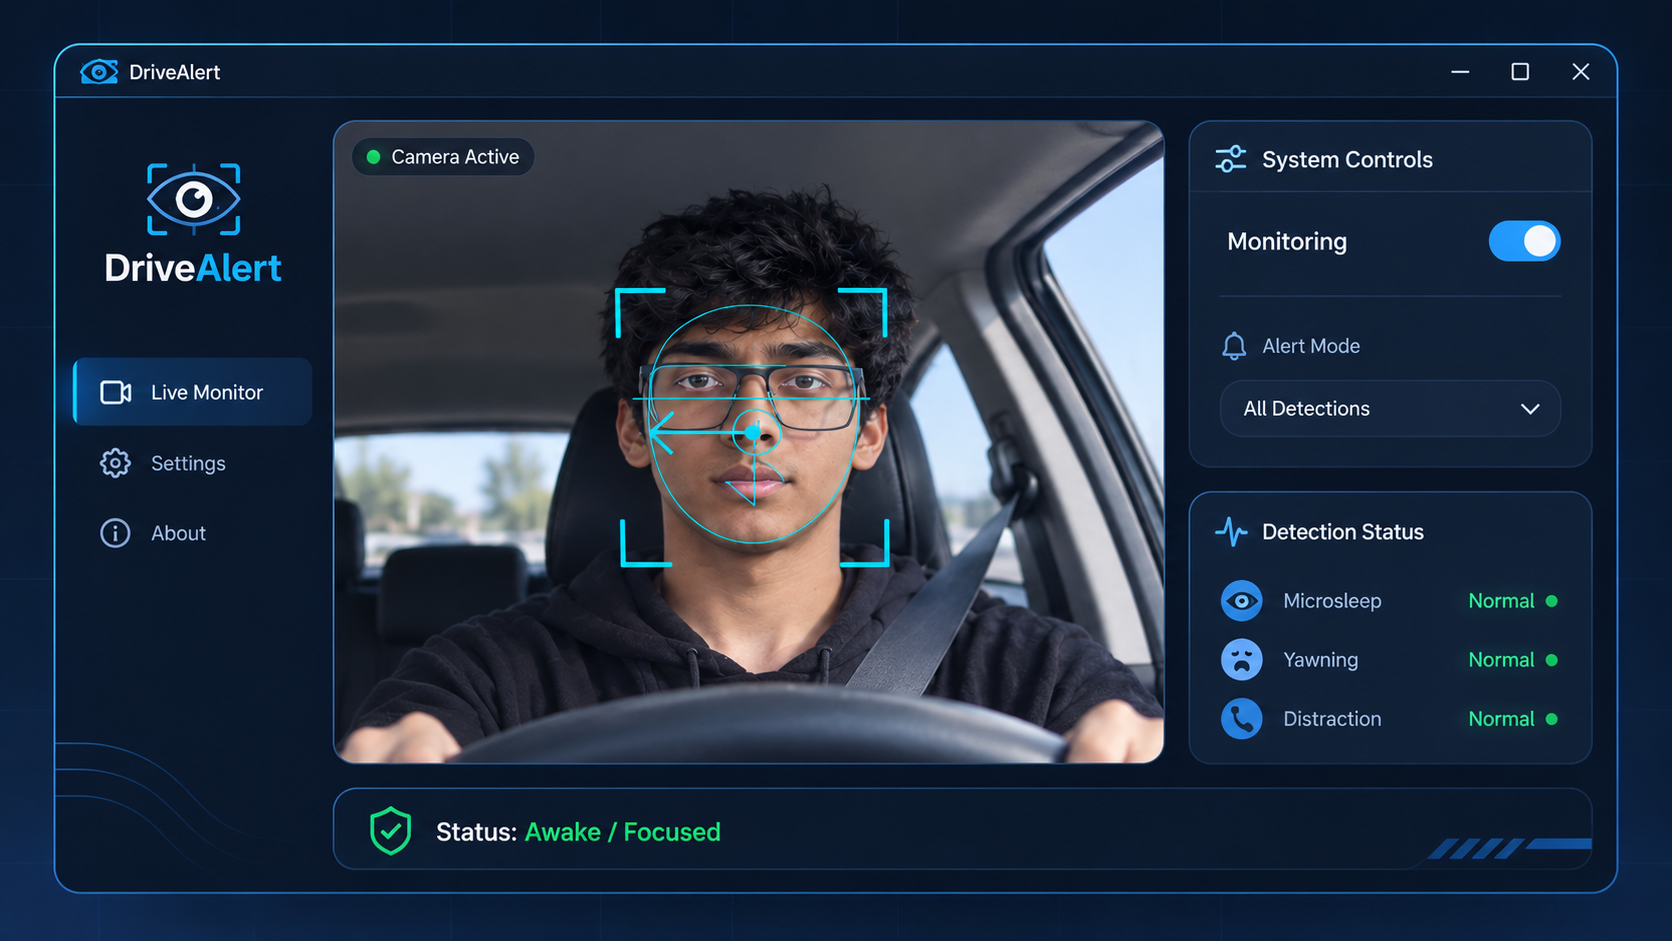 DriveAlert
DriveAlert
Live Monitor
Settings
About
Camera Active
System Controls
Monitoring
Alert Mode
All Detections
Detection Status
Microsleep Normal
Yawning Normal
Distraction Normal
Status: Awake / Focused